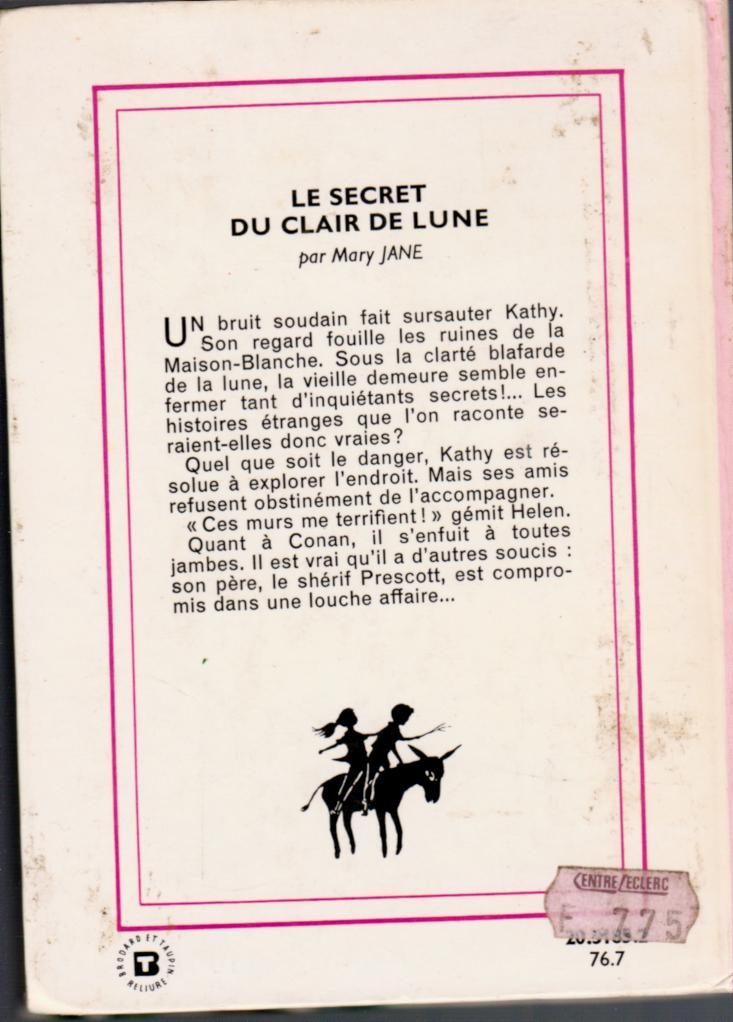 LE SECRET
DU CLAIR DE LUNE
par Mary JANE
UN bruit soudain fait sursauter Kathy.
Son regard fouille les ruines de la
Maison-Blanche. Sous la clarté blafarde
de la lune, la vieille demeure semble en-
fermer tant d'inquiétants secrets!... Les
histoires étranges que l'on raconte se-
raient-elles donc vraies?
Quel que soit le danger, Kathy est ré-
solue à explorer l'endroit. Mais ses amis
refusent obstinément de l'accompagner.
« Ces murs me terrifient! » gémit Helen.
Quant à Conan, il s'enfuit à toutes
jambes. Il est vrai qu'il a d'autres soucis :
son père, le shérif Prescott, est compro-
mis dans une louche affaire...
CENTRE LECLERC
F 7.75
76.7
BRODARD ET TAUPIN
BT
RELIURE